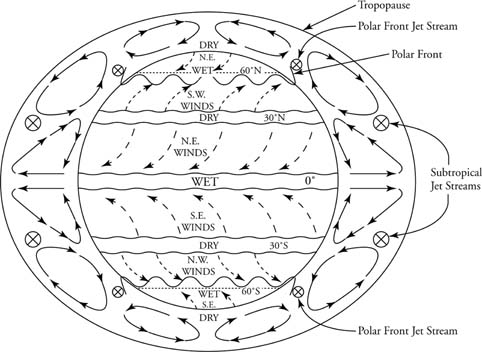 Tropopause
Polar Front Jet Stream
Polar Front
DRY
N.E.
WET 60°N
S.W.
WINDS
DRY 30°N
N.E.
WINDS
WET 0°
Subtropical
Jet Streams
S.E.
WINDS
DRY 30°S
N.W.
WINDS
WET 60°S
S.E.
DRY
Polar Front Jet Stream